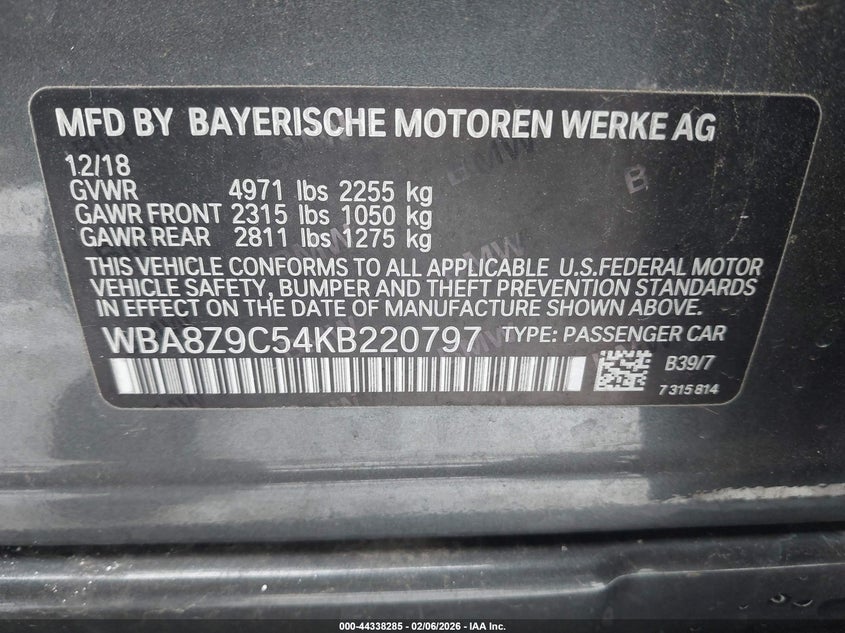 MFD BY BAYERISCHE MOTOREN WERKE AG
12/18
GVWR 4971 lbs 2255 kg
GAWR FRONT 2315 lbs 1050 kg
GAWR REAR 2811 lbs 1275 kg
THIS VEHICLE CONFORMS TO ALL APPLICABLE U.S.FEDERAL MOTOR
VEHICLE SAFETY, BUMPER AND THEFT PREVENTION STANDARDS
IN EFFECT ON THE DATE OF MANUFACTURE SHOWN ABOVE.
WBA8Z9C54KB220797 TYPE: PASSENGER CAR
B39/7
7 315 814
000-44338285 - 02/06/2026 - IAA Inc.